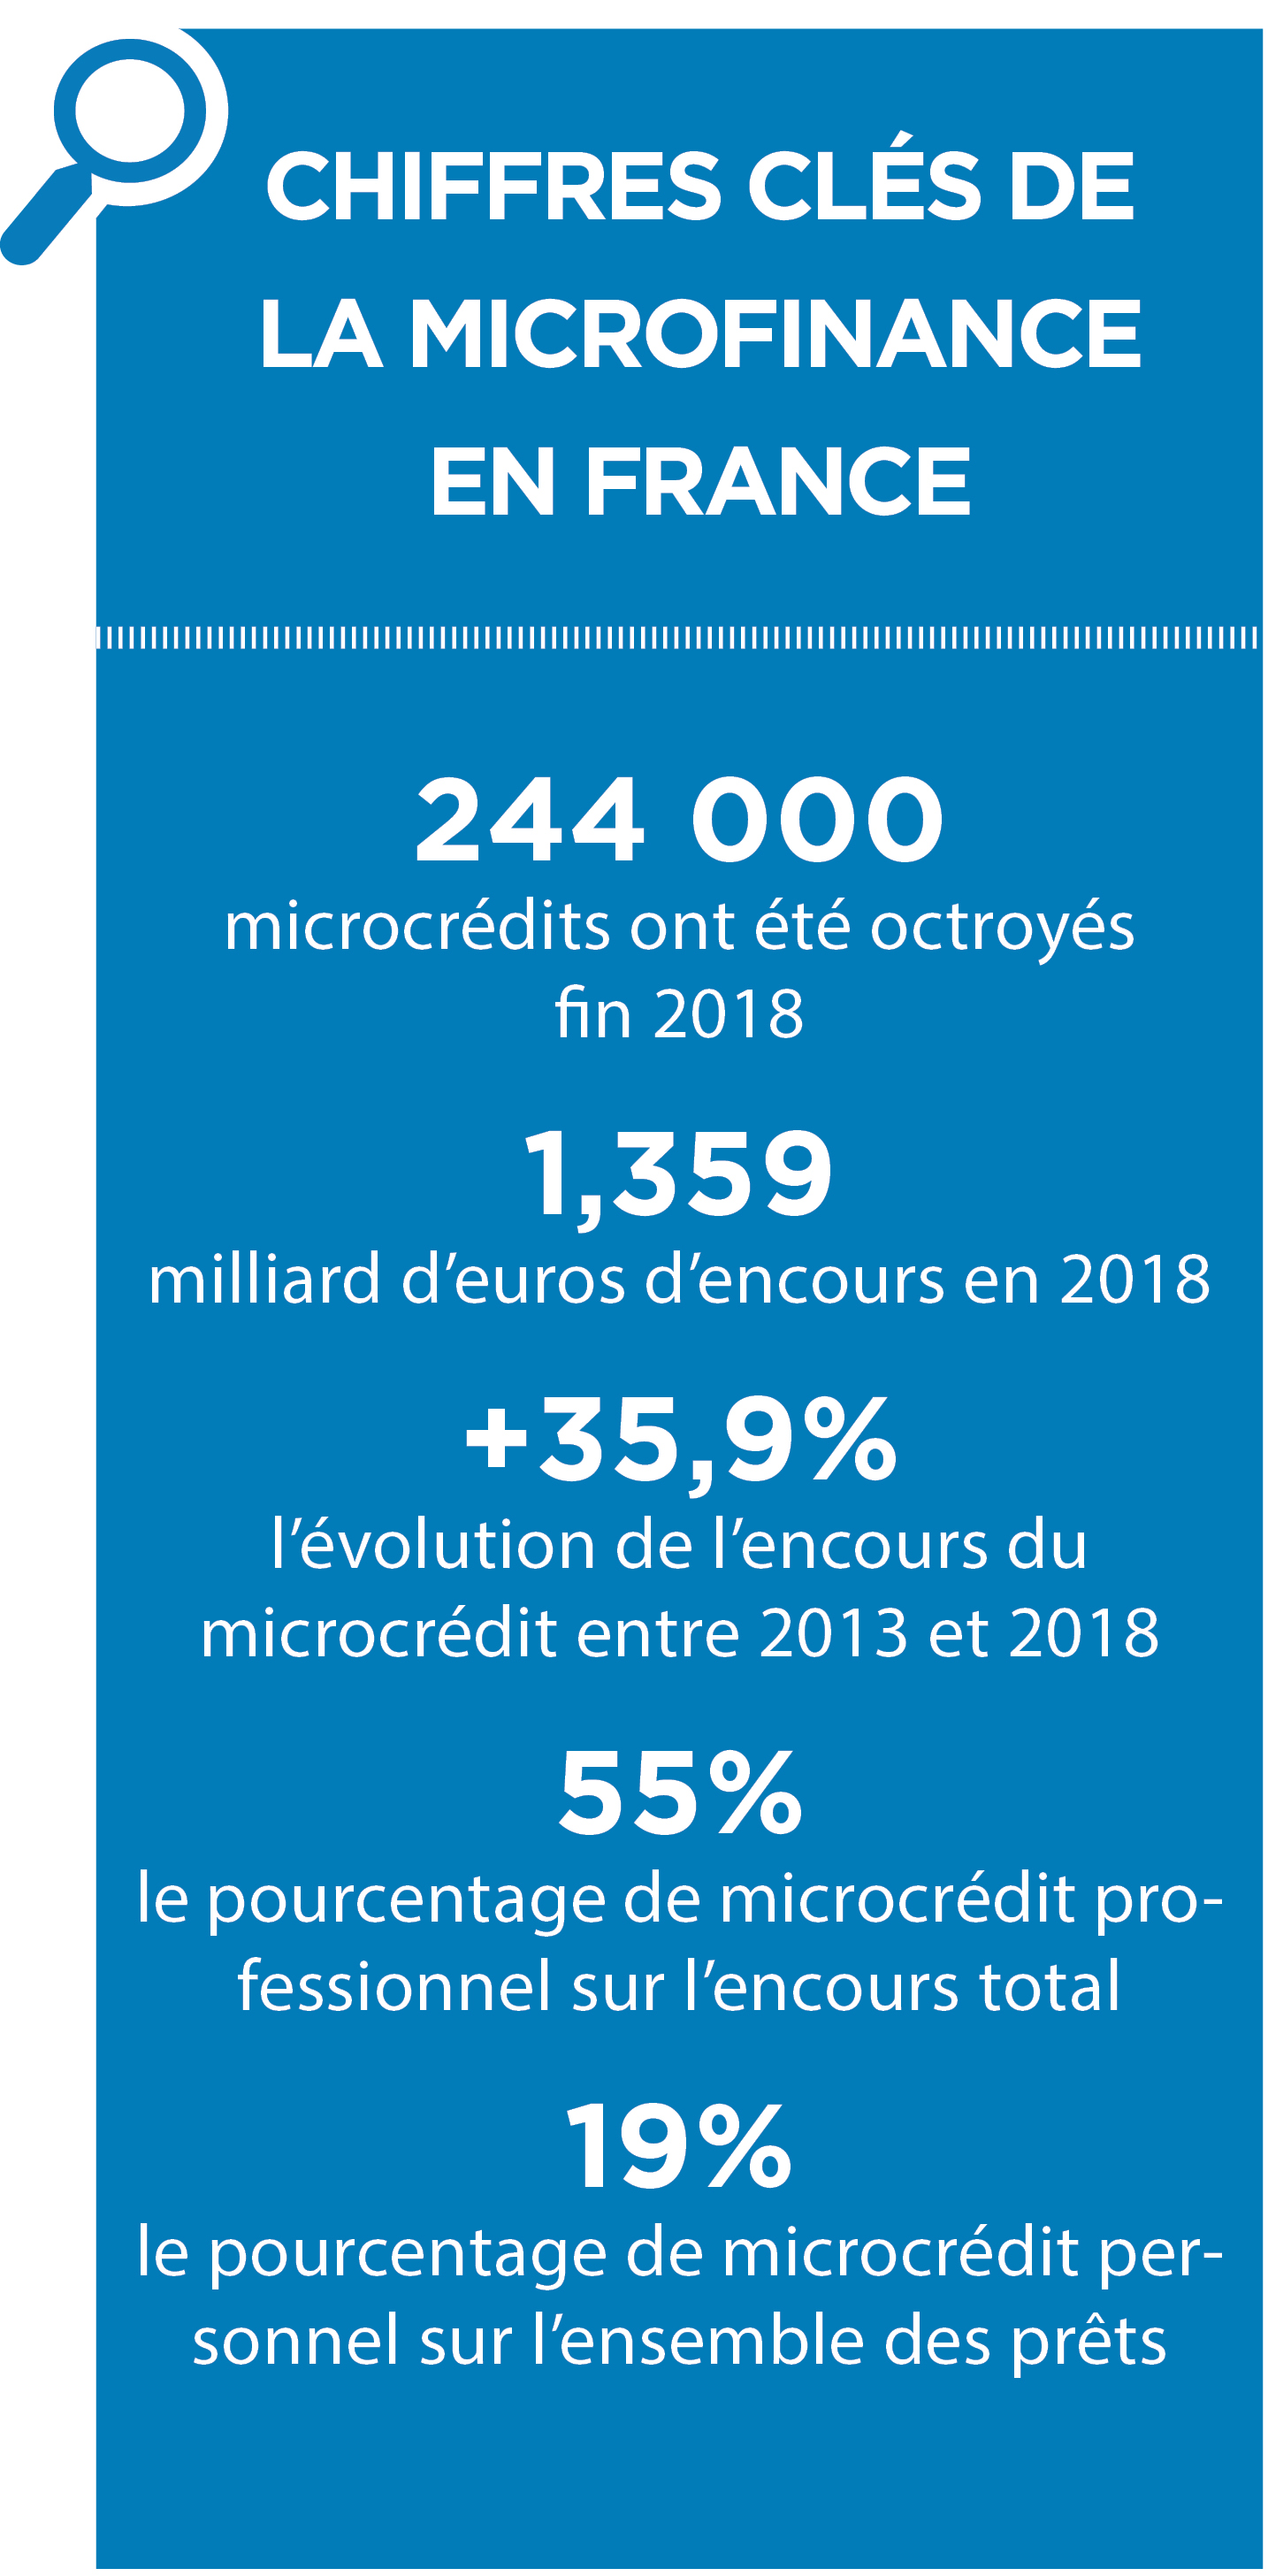 CHIFFRES CLÉS DE
LA MICROFINANCE
EN FRANCE
244 000
microcrédits ont été octroyés
fin 2018
1,359
milliard d’euros d’encours en 2018
+35,9%
l’évolution de l’encours du
microcrédit entre 2013 et 2018
55%
le pourcentage de microcrédit pro-
fessionnel sur l’encours total
19%
le pourcentage de microcrédit per-
sonnel sur l’ensemble des prêts